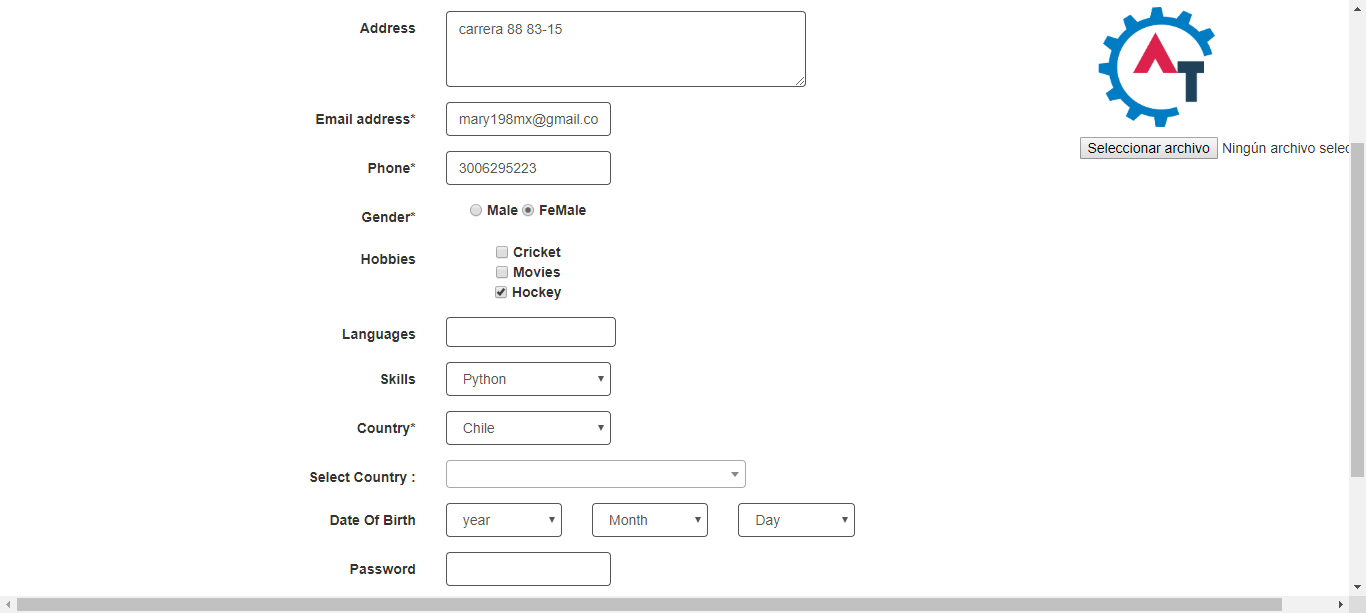 Address
carrera 88 83-15
AT
Seleccionar archivo Ningún archivo selec
Email address*
mary198mx@gmail.co
Phone*
3006295223
Gender*
Male FeMale
Hobbies
Cricket
Movies
Hockey
Languages
Skills
Python
Country*
Chile
Select Country :
Date Of Birth
year Month Day
Password